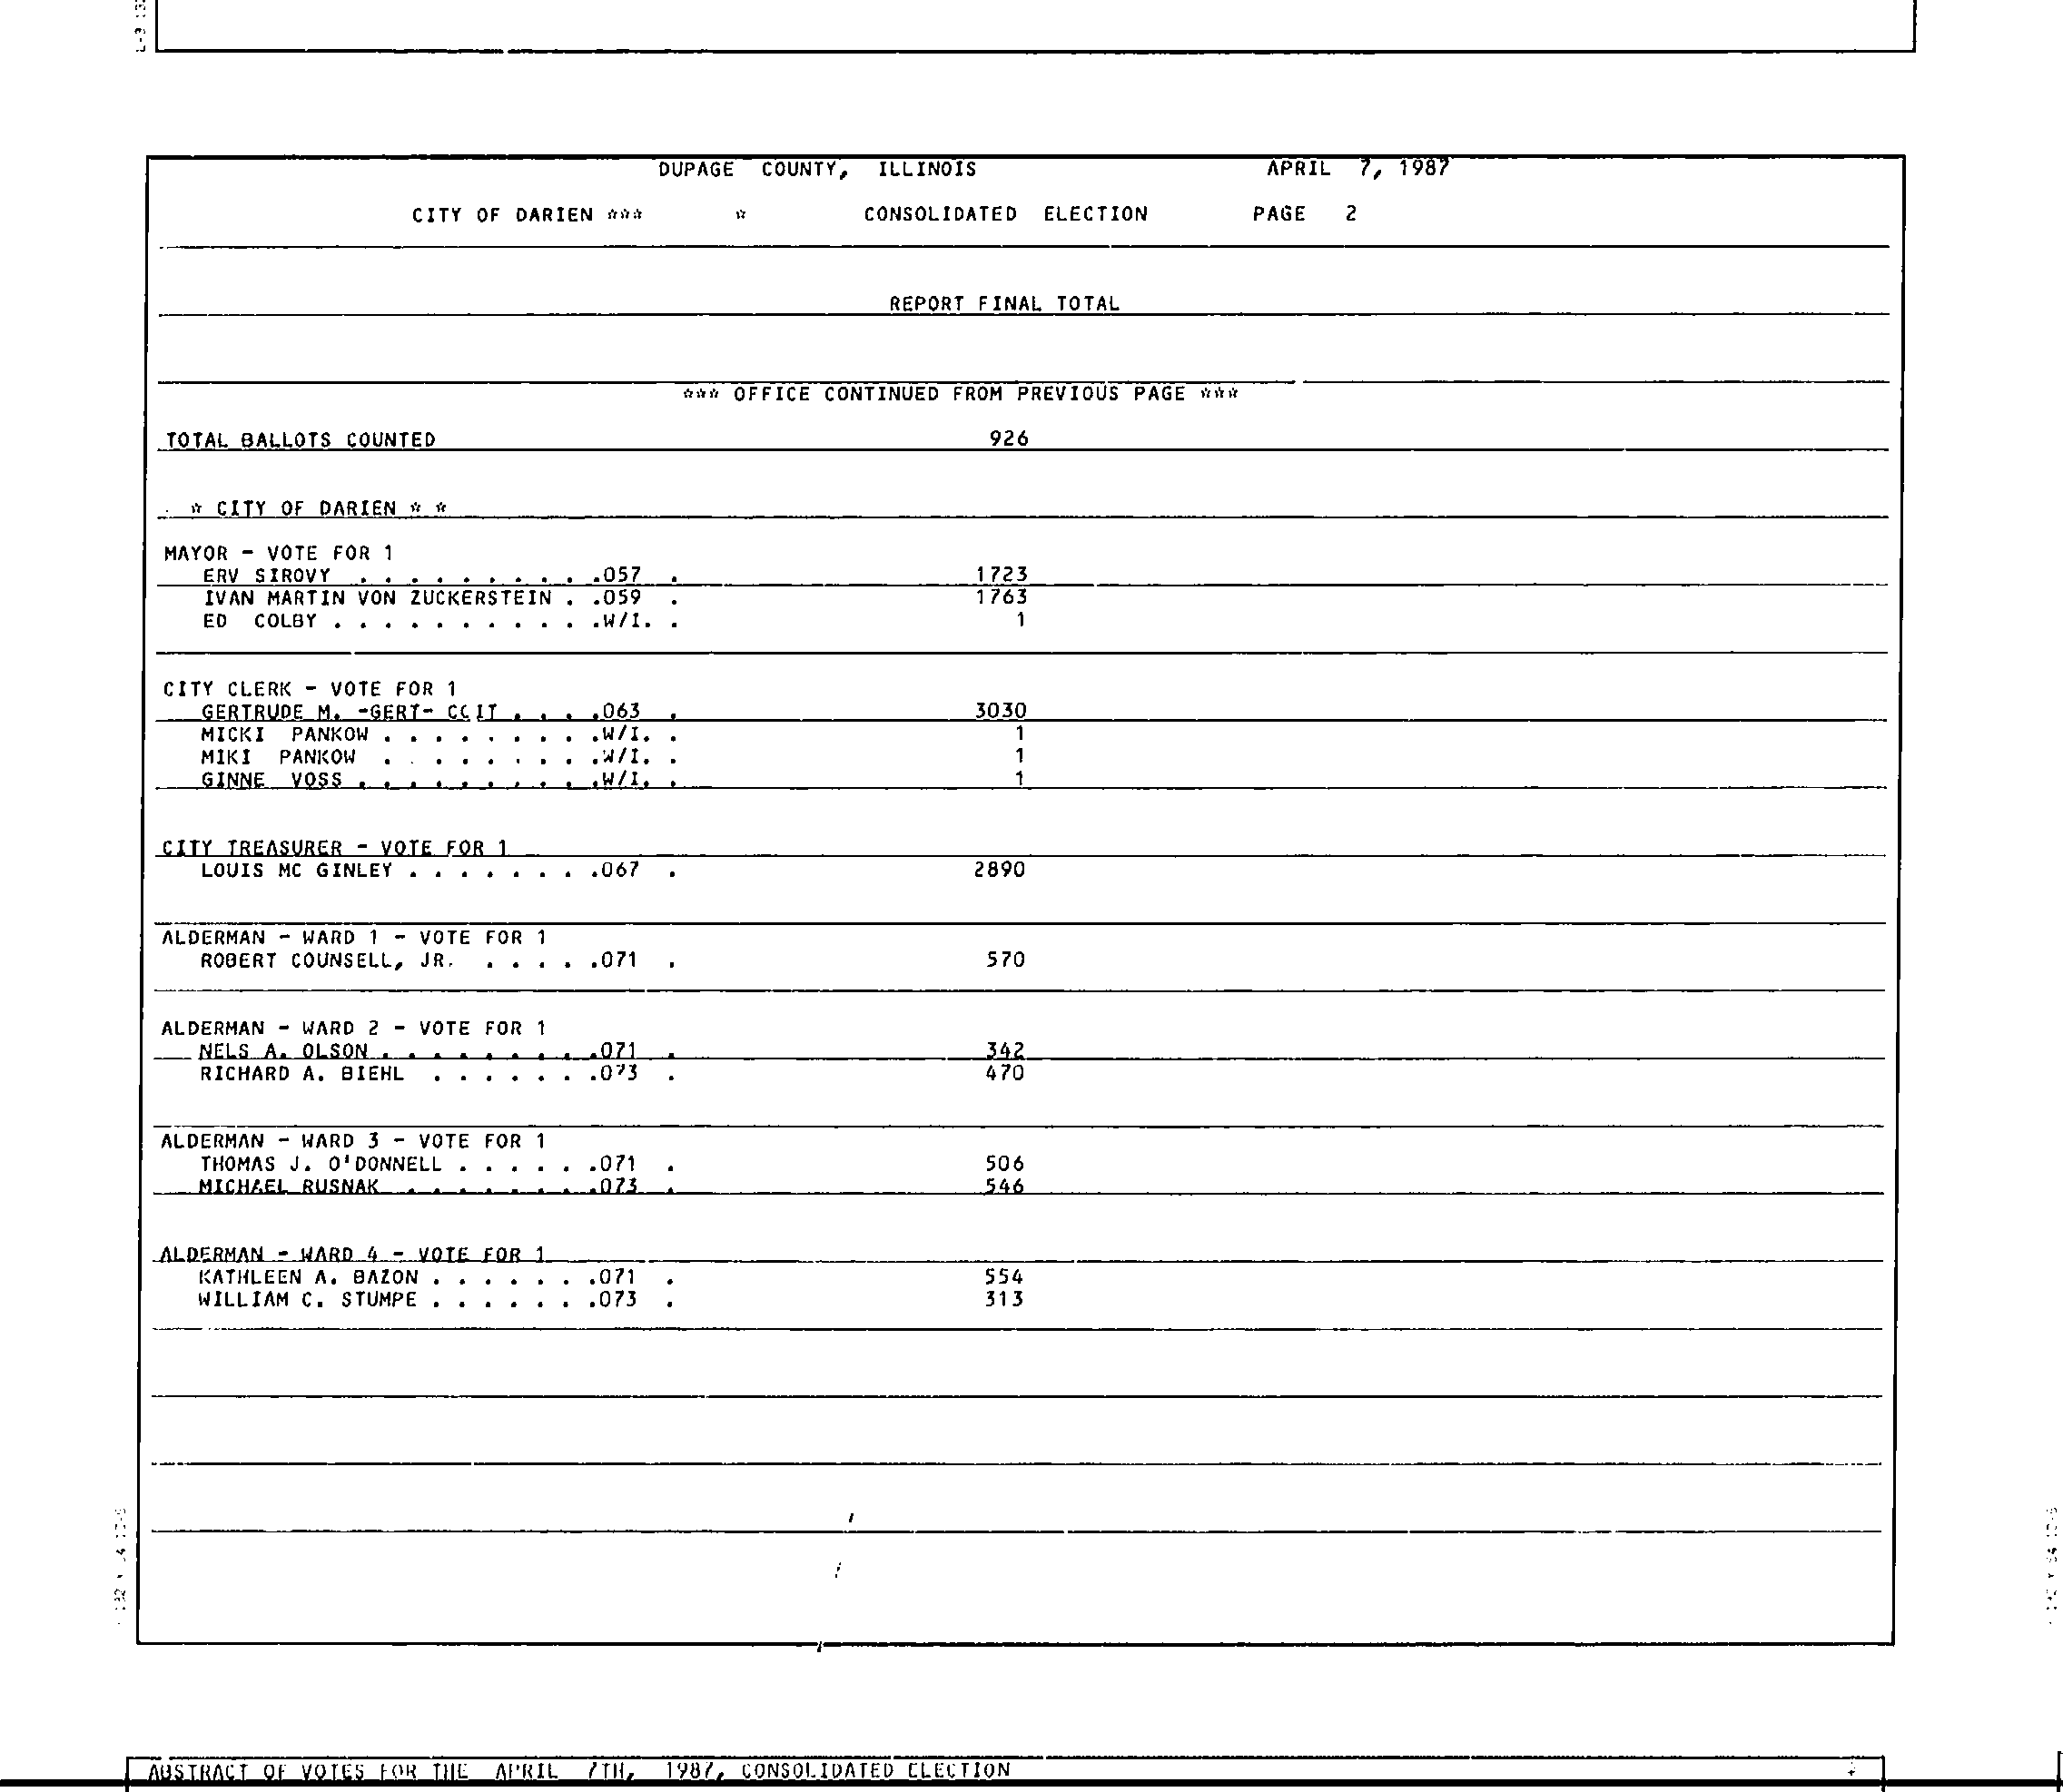 DUPAGE COUNTY, ILLINOIS APRIL 7, 1987
CITY OF DARIEN *** * CONSOLIDATED ELECTION PAGE 2
REPORT FINAL TOTAL
*** OFFICE CONTINUED FROM PREVIOUS PAGE ***
TOTAL BALLOTS COUNTED 926
* CITY OF DARIEN * *
MAYOR - VOTE FOR 1
ERV SIROVY . . . . . . . . . .057 . 1723
IVAN MARTIN VON ZUCKERSTEIN . .059 . 1763
ED COLBY . . . . . . . . . . .W/I. . 1
CITY CLERK - VOTE FOR 1
GERTRUDE M. -GERT- . . . .063 . 3030
MICKI PANKOW . . . . . . . . .W/I. . 1
MIKI PANKOW . . . . . . . . .W/I. . 1
GINNE VOSS . . . . . . . . . .W/I. . 1
CITY TREASURER - VOTE FOR 1
LOUIS MC GINLEY . . . . . . . .067 . 2890
ALDERMAN - WARD 1 - VOTE FOR 1
ROBERT COUNSELL, JR. . . . . .071 . 570
ALDERMAN - WARD 2 - VOTE FOR 1
NELS A. OLSON . . . . . . . . .071 . 342
RICHARD A. BIEHL . . . . . . .073 . 470
ALDERMAN - WARD 3 - VOTE FOR 1
THOMAS J. O'DONNELL . . . . . .071 . 506
MICHAEL RUSNAK . . . . . . . .073 . 546
ALDERMAN - WARD 4 - VOTE FOR 1
KATHLEEN A. BAZON . . . . . . .071 . 554
WILLIAM C. STUMPE . . . . . . .073 . 313
ABSTRACT OF VOTES FOR THE APRIL 7TH, 1987, CONSOLIDATED ELECTION